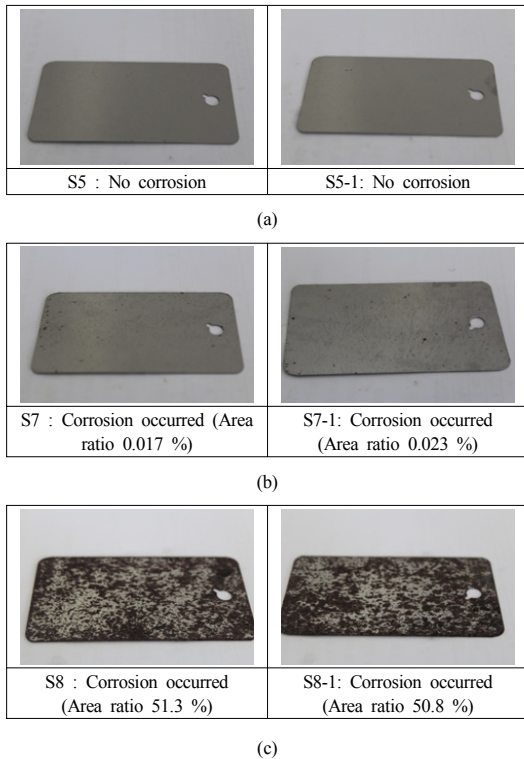 S5 : No corrosion
S5-1: No corrosion
(a)
S7 : Corrosion occurred (Area
ratio 0.017 %)
S7-1: Corrosion occurred
(Area ratio 0.023 %)
(b)
S8 : Corrosion occurred
(Area ratio 51.3 %)
S8-1: Corrosion occurred
(Area ratio 50.8 %)
(c)